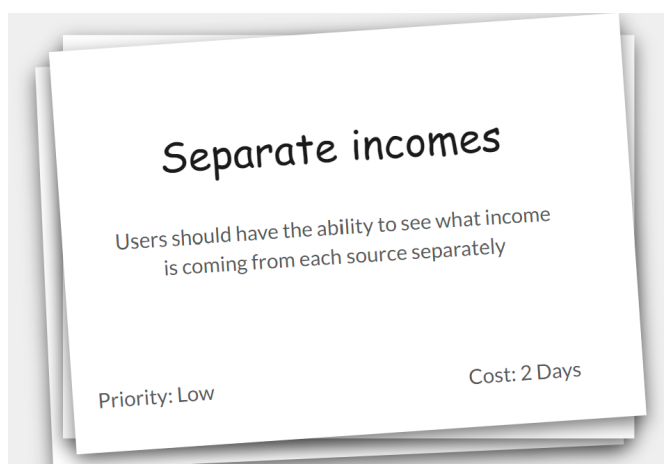 Separate incomes
Users should have the ability to see what income
is coming from each source separately
Priority: Low
Cost: 2 Days